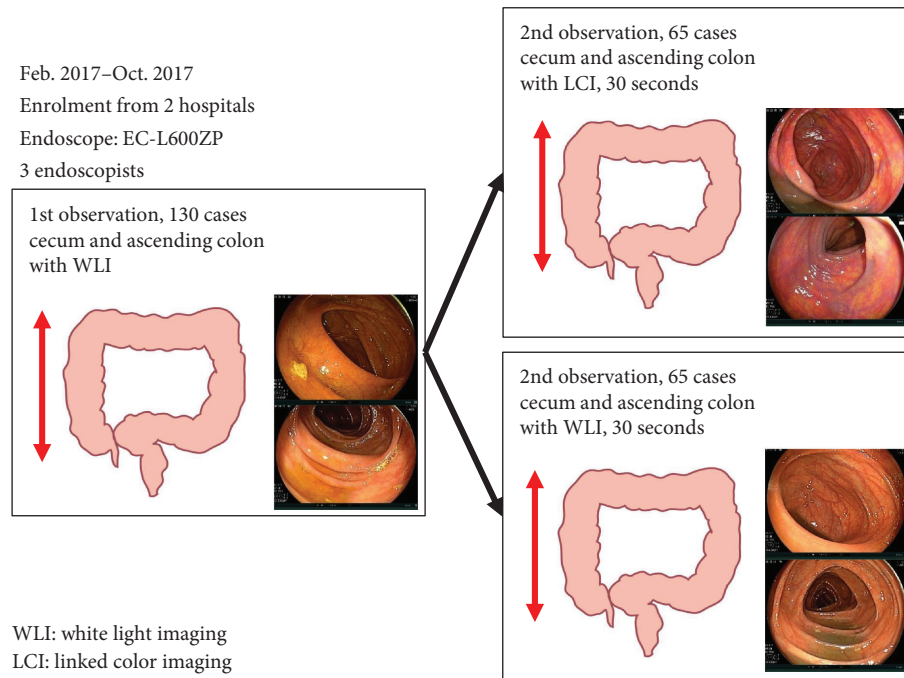 Feb. 2017–Oct. 2017
Enrolment from 2 hospitals
Endoscope: EC-L600ZP
3 endoscopists
1st observation, 130 cases
cecum and ascending colon
with WLI
2nd observation, 65 cases
cecum and ascending colon
with LCI, 30 seconds
2nd observation, 65 cases
cecum and ascending colon
with WLI, 30 seconds
WLI: white light imaging
LCI: linked color imaging